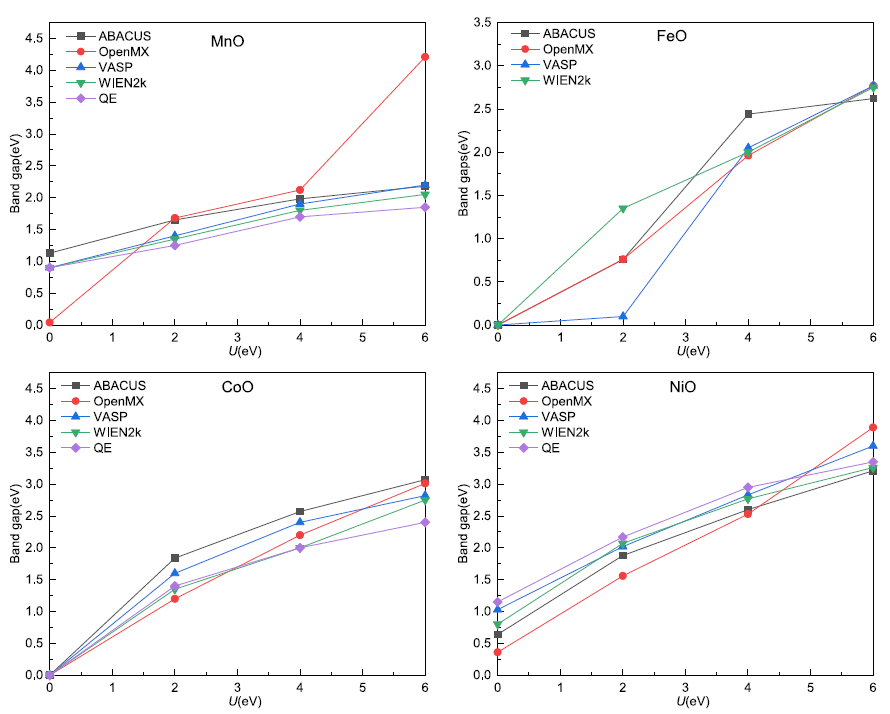 MnO
ABACUS
OpenMX
VASP
WIEN2k
QE
4.5
4.0
3.5
3.0
2.5
2.0
1.5
1.0
0.5
0.0
Band gap(eV)
0 1 2 3 4 5 6
U(eV)
FeO
ABACUS
OpenMX
VASP
WIEN2k
3.5
3.0
2.5
2.0
1.5
1.0
0.5
0.0
Band gaps(eV)
0 1 2 3 4 5 6
U(eV)
CoO
ABACUS
OpenMX
VASP
WIEN2k
QE
4.5
4.0
3.5
3.0
2.5
2.0
1.5
1.0
0.5
0.0
Band gap(eV)
0 1 2 3 4 5 6
U(eV)
NiO
ABACUS
OpenMX
VASP
WIEN2k
QE
4.5
4.0
3.5
3.0
2.5
2.0
1.5
1.0
0.5
0.0
Band gap(eV)
0 1 2 3 4 5 6
U(eV)